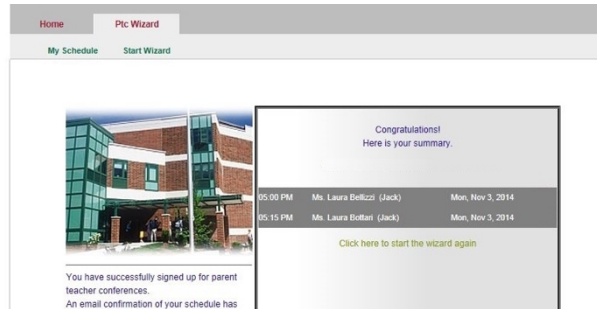 Home Ptc Wizard
My Schedule Start Wizard
Congratulations!
Here is your summary.
05:00 PM Ms. Laura Bellizzi (Jack) Mon, Nov 3, 2014
05:15 PM Ms. Laura Bottari (Jack) Mon, Nov 3, 2014
Click here to start the wizard again
You have successfully signed up for parent
teacher conferences.
An email confirmation of your schedule has